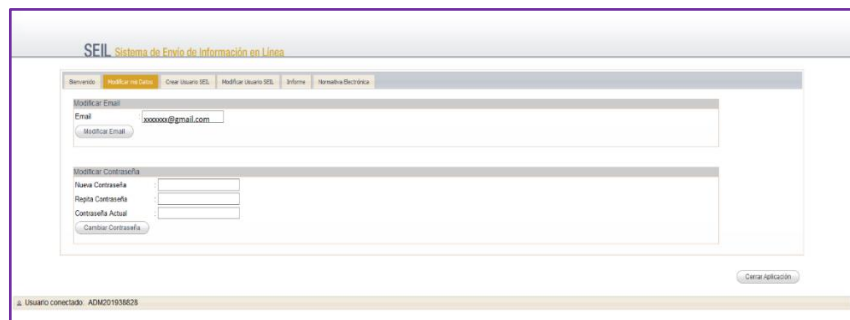 SEIL Sistema de Envío de Información en Línea
Bienvenido Modificar mis Datos Crear Usuario SEIL Modificar Usuario SEIL Informe Normativa Electrónica
Modificar Email
Email : xxxxxxx@gmail.com
Modificar Email
Modificar Contraseña
Nueva Contraseña :
Repita Contraseña :
Contraseña Actual :
Cambiar Contraseña
Cerrar Aplicación
Usuario conectado: ADM201938828